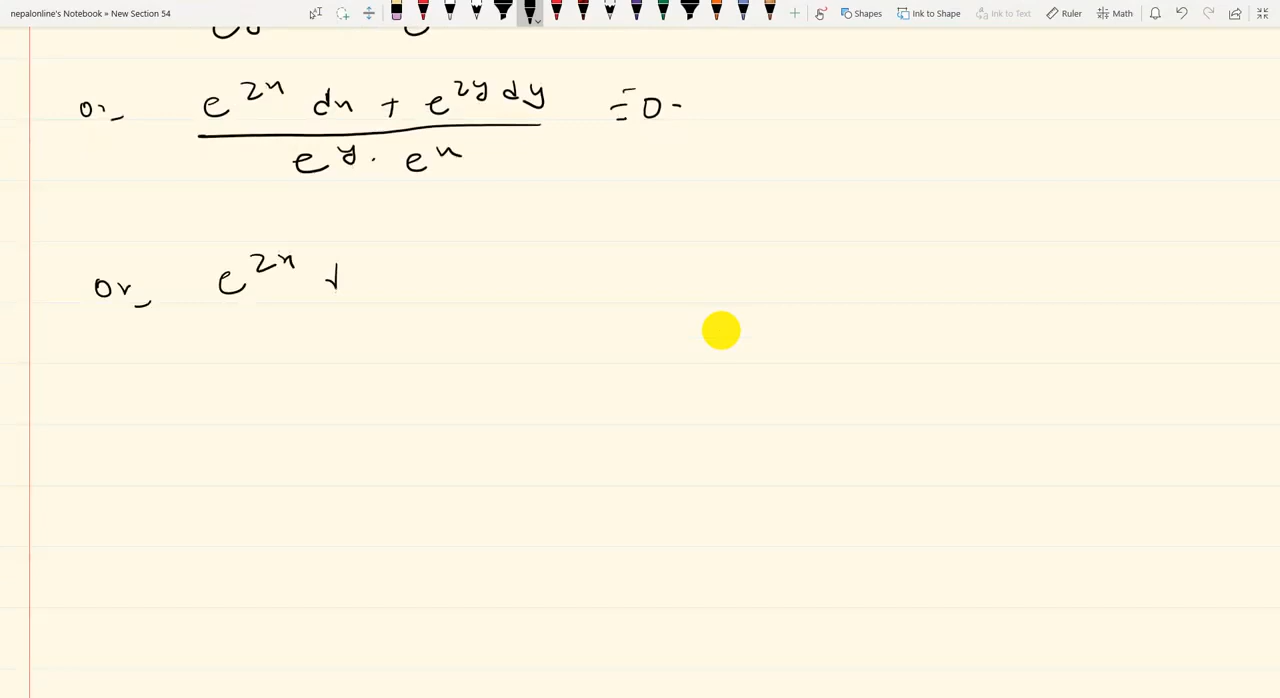 nepalonline's Notebook » New Section 54
Shapes
Ink to Shape
Ink to Text
Ruler
Math
or, e^{2x} dx + e^{2y} dy = 0
e^y · e^x
or, e^{2x} d